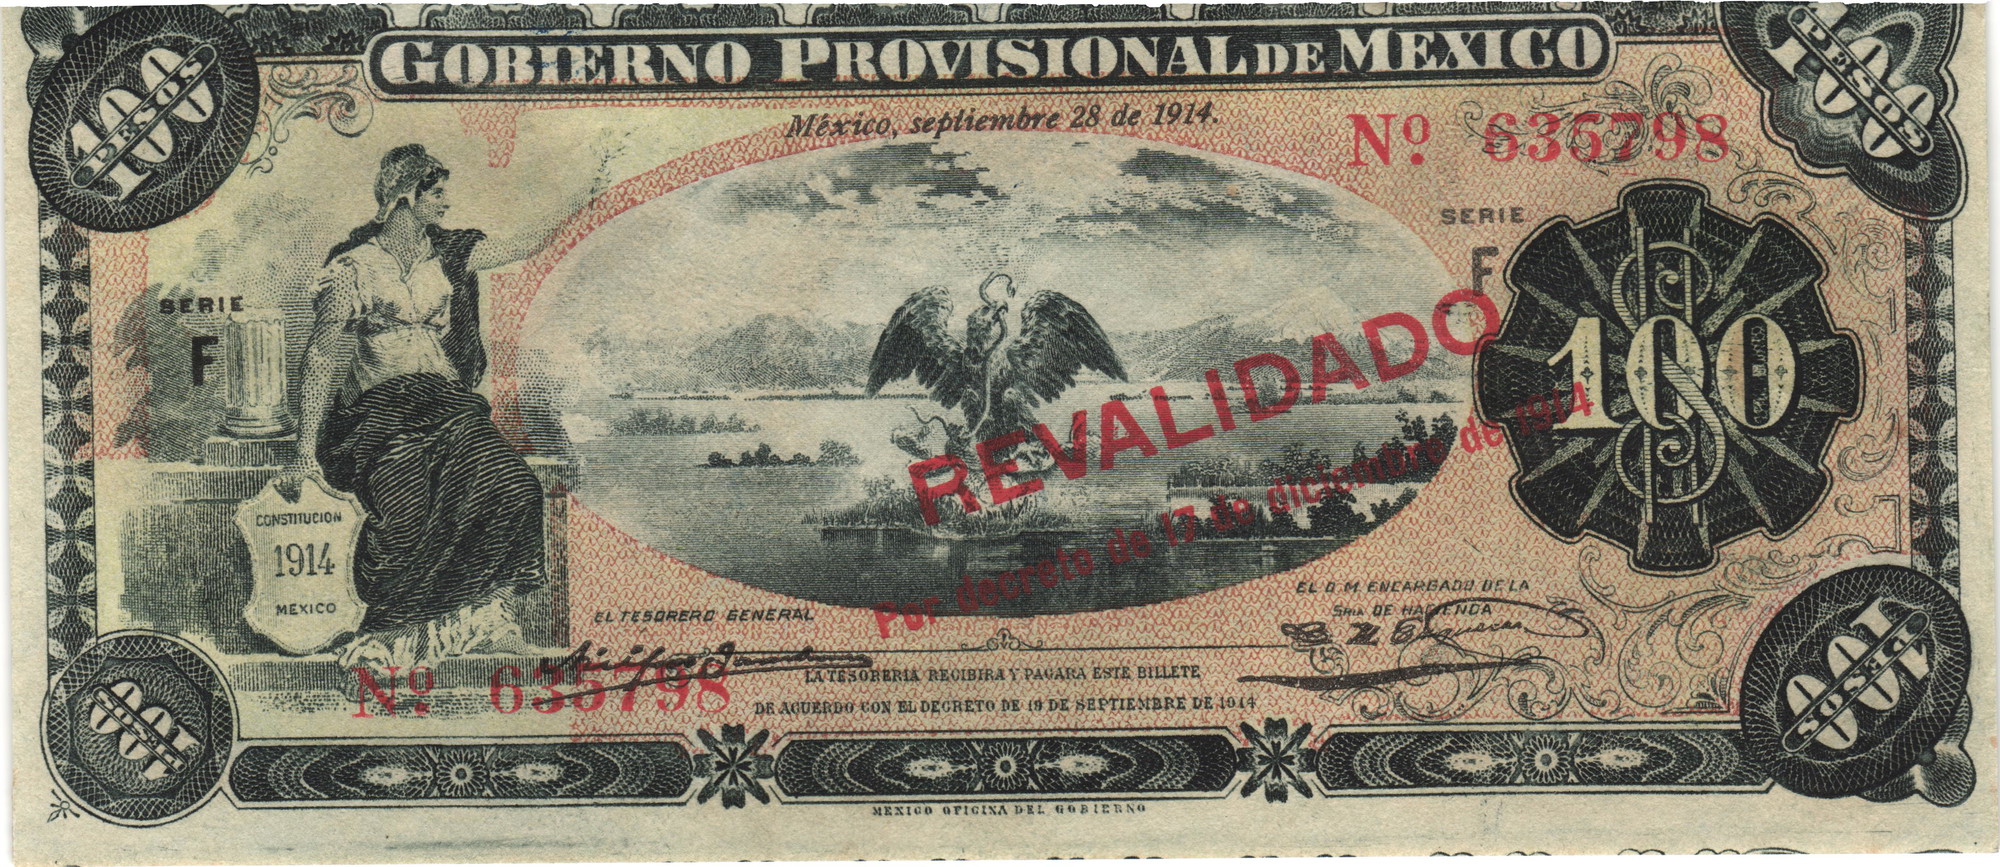 100 PESOS
GOBIERNO PROVISIONAL DE MEXICO
100 PESOS
México, septiembre 28 de 1914.
Nº 635798
SERIE
F
SERIE
F
100
REVALIDADO
Por decreto de 17 de diciembre de 1914
CONSTITUCION
1914
MEXICO
EL TESORERO GENERAL
EL O. M. ENCARGADO DE LA
SRIA DE HACIENDA
Nº 635798
LA TESORERIA RECIBIRA Y PAGARA ESTE BILLETE
DE ACUERDO CON EL DECRETO DE 19 DE SEPTIEMBRE DE 1914
100 PESOS
100 PESOS
MEXICO OFICINA DEL GOBIERNO